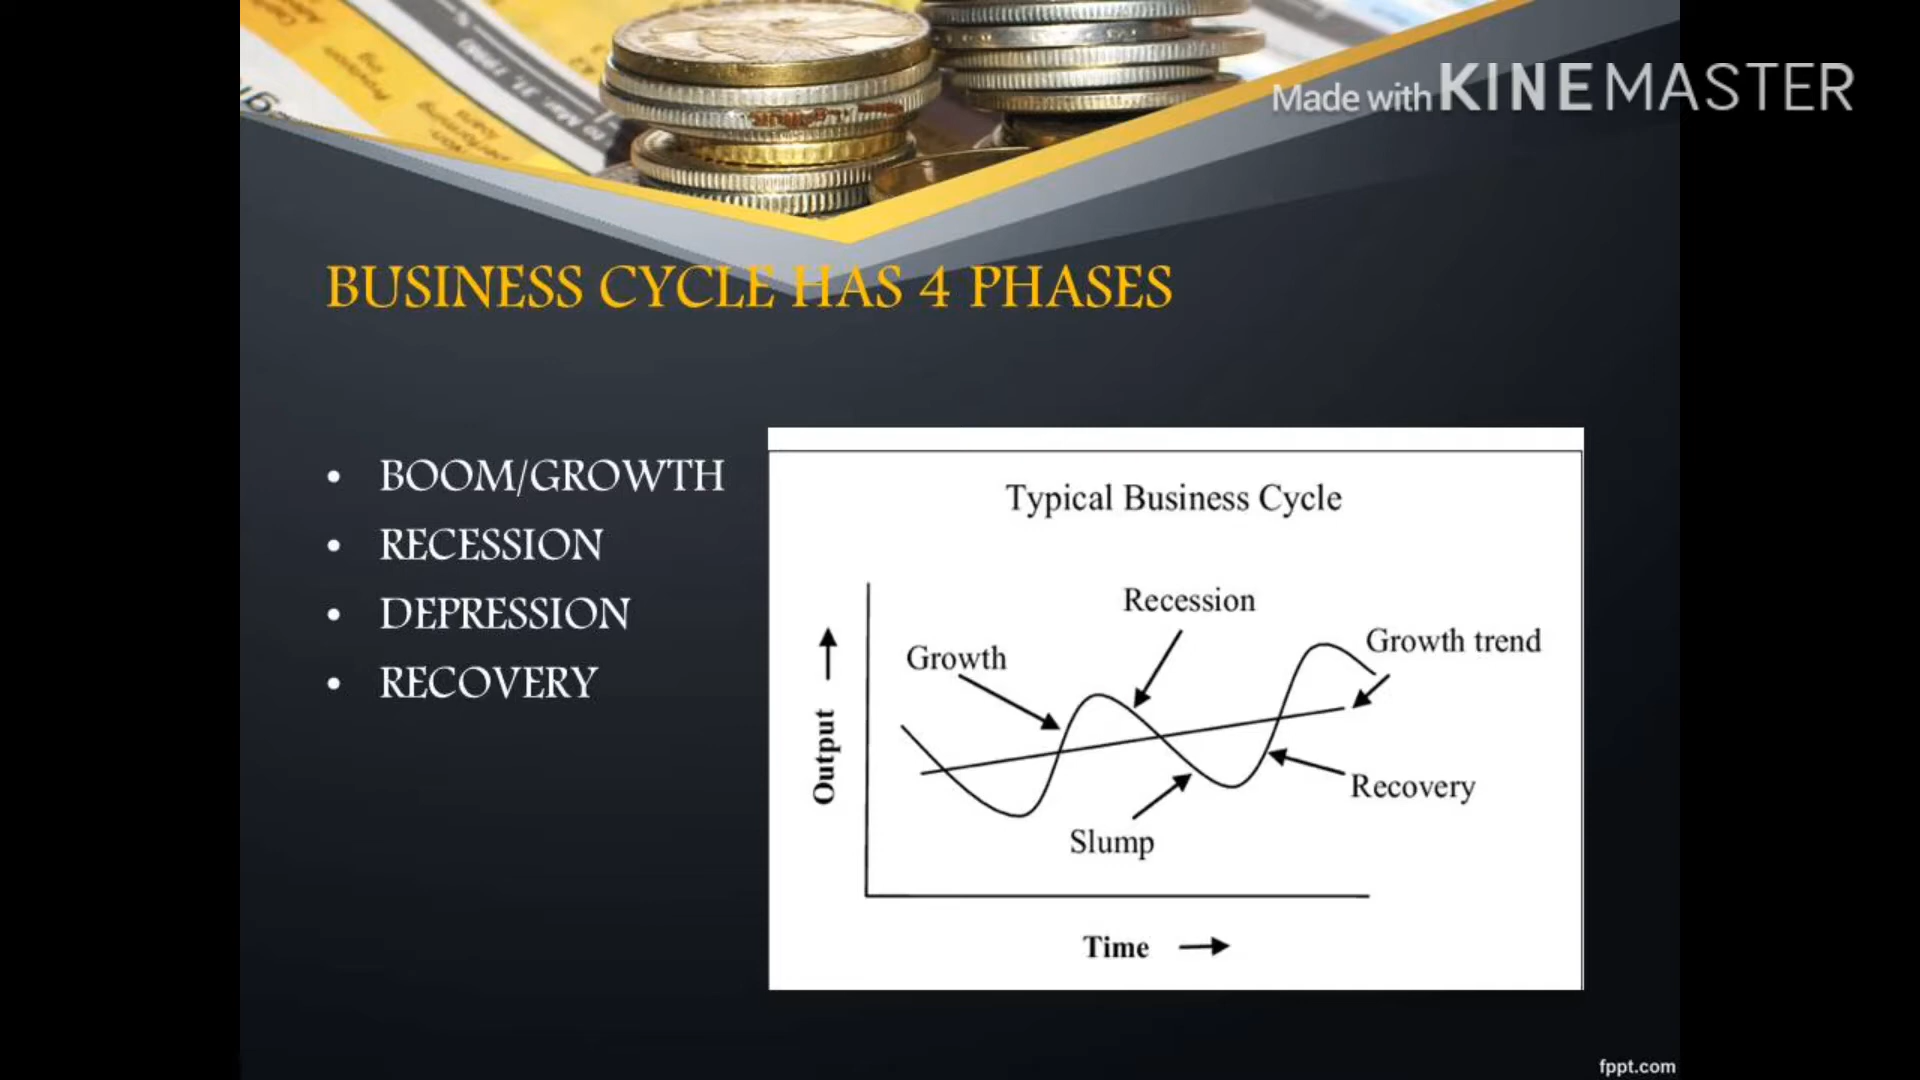 Made with KINEMASTER
BUSINESS CYCLE HAS 4 PHASES
• BOOM/GROWTH
• RECESSION
• DEPRESSION
• RECOVERY
Typical Business Cycle
Recession
Growth
Growth trend
Output
Recovery
Slump
Time
fppt.com